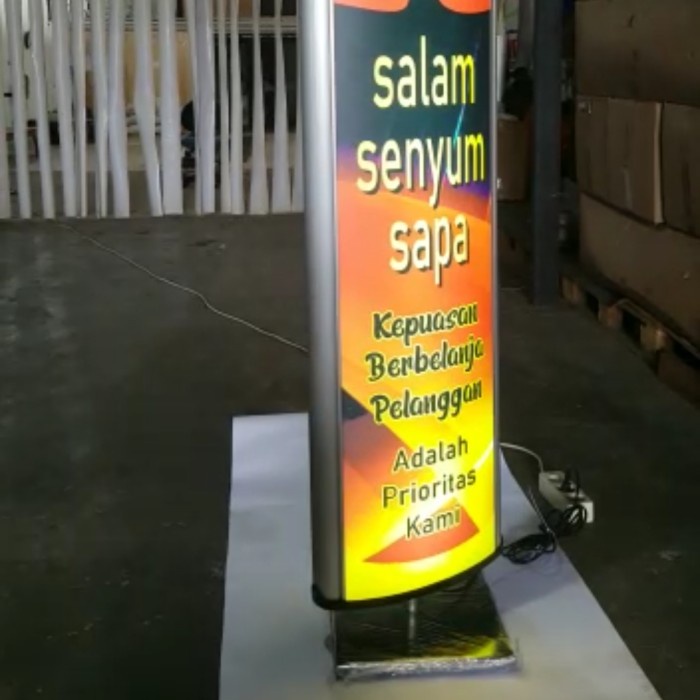 salam
senyum
sapa
Kepuasan
Berbelanja
Pelanggan
Adalah
Prioritas
Kami